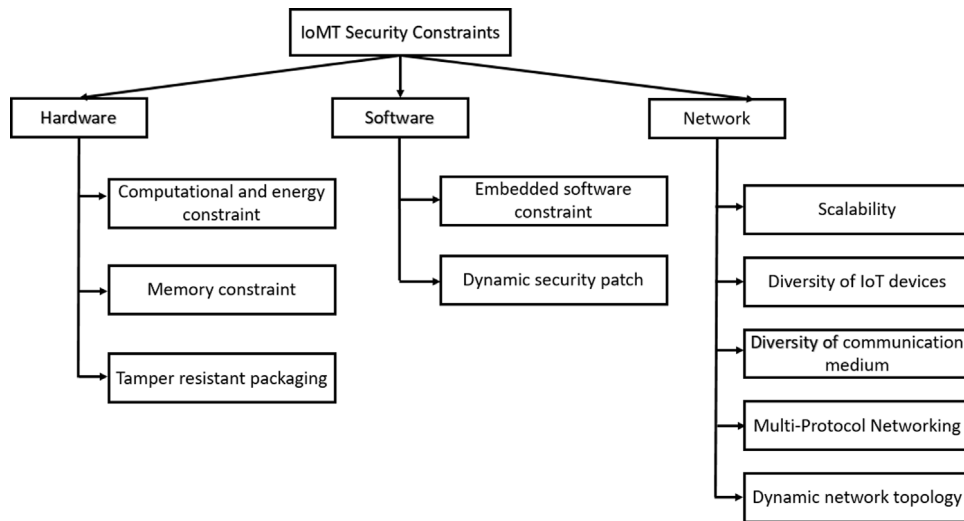 IoMT Security Constraints
Hardware
Software
Network
Computational and energy
constraint
Memory constraint
Tamper resistant packaging
Embedded software
constraint
Dynamic security patch
Scalability
Diversity of IoT devices
Diversity of communication
medium
Multi-Protocol Networking
Dynamic network topology